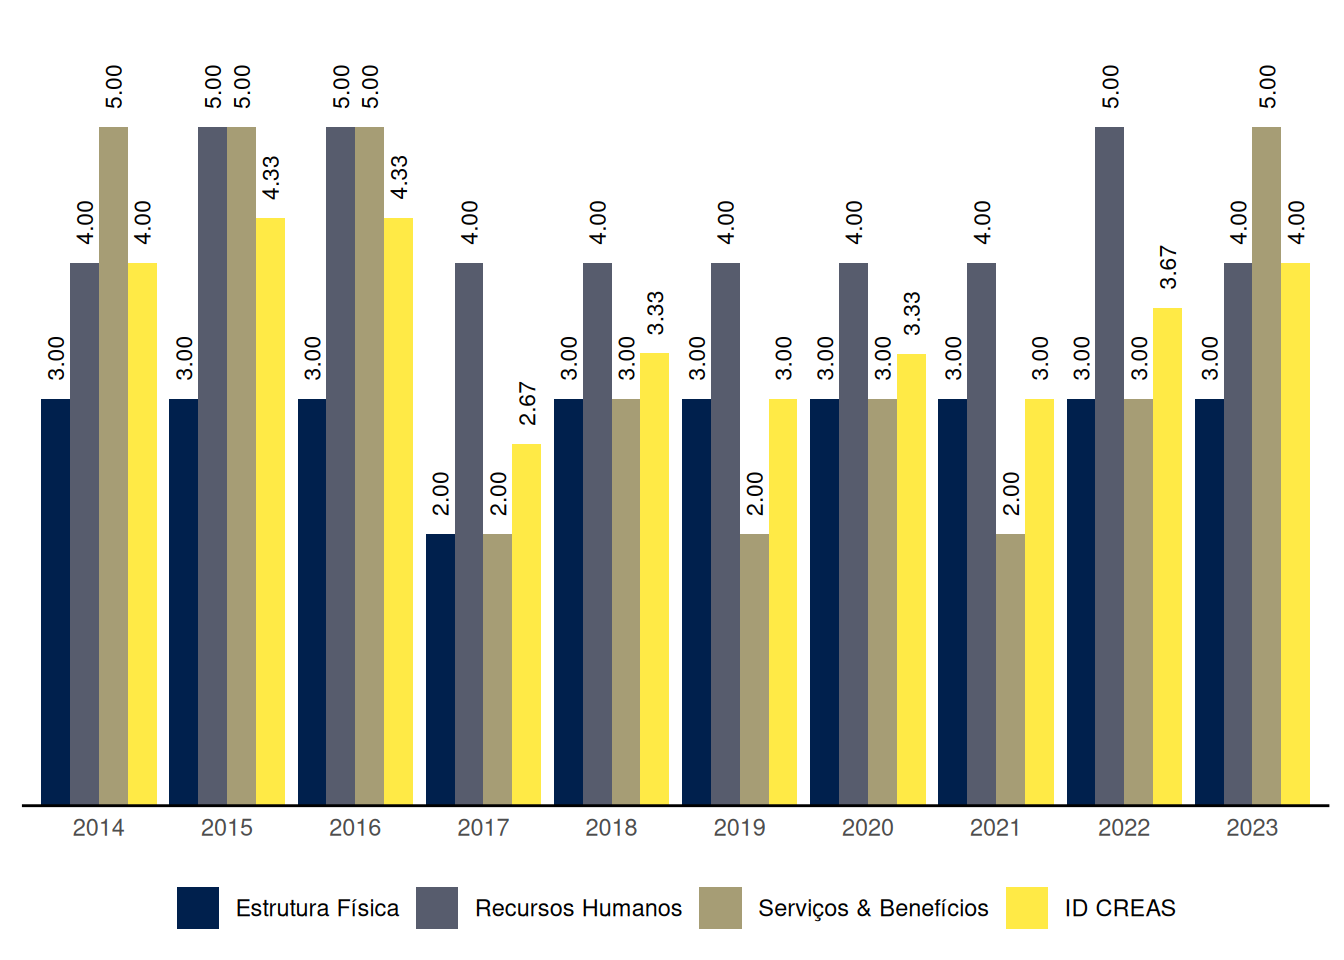 5.00 5.00 5.00 5.00 5.00 5.00 5.00
4.33 4.33
4.00 4.00 4.00 4.00 4.00 4.00 4.00 4.00 4.00
3.67
3.33 3.33
3.00 3.00 3.00 3.00 3.00 3.00 3.00 3.00 3.00 3.00 3.00 3.00 3.00 3.00
2.67
2.00 2.00 2.00 2.00
2014 2015 2016 2017 2018 2019 2020 2021 2022 2023
Estrutura Física Recursos Humanos Serviços & Benefícios ID CREAS